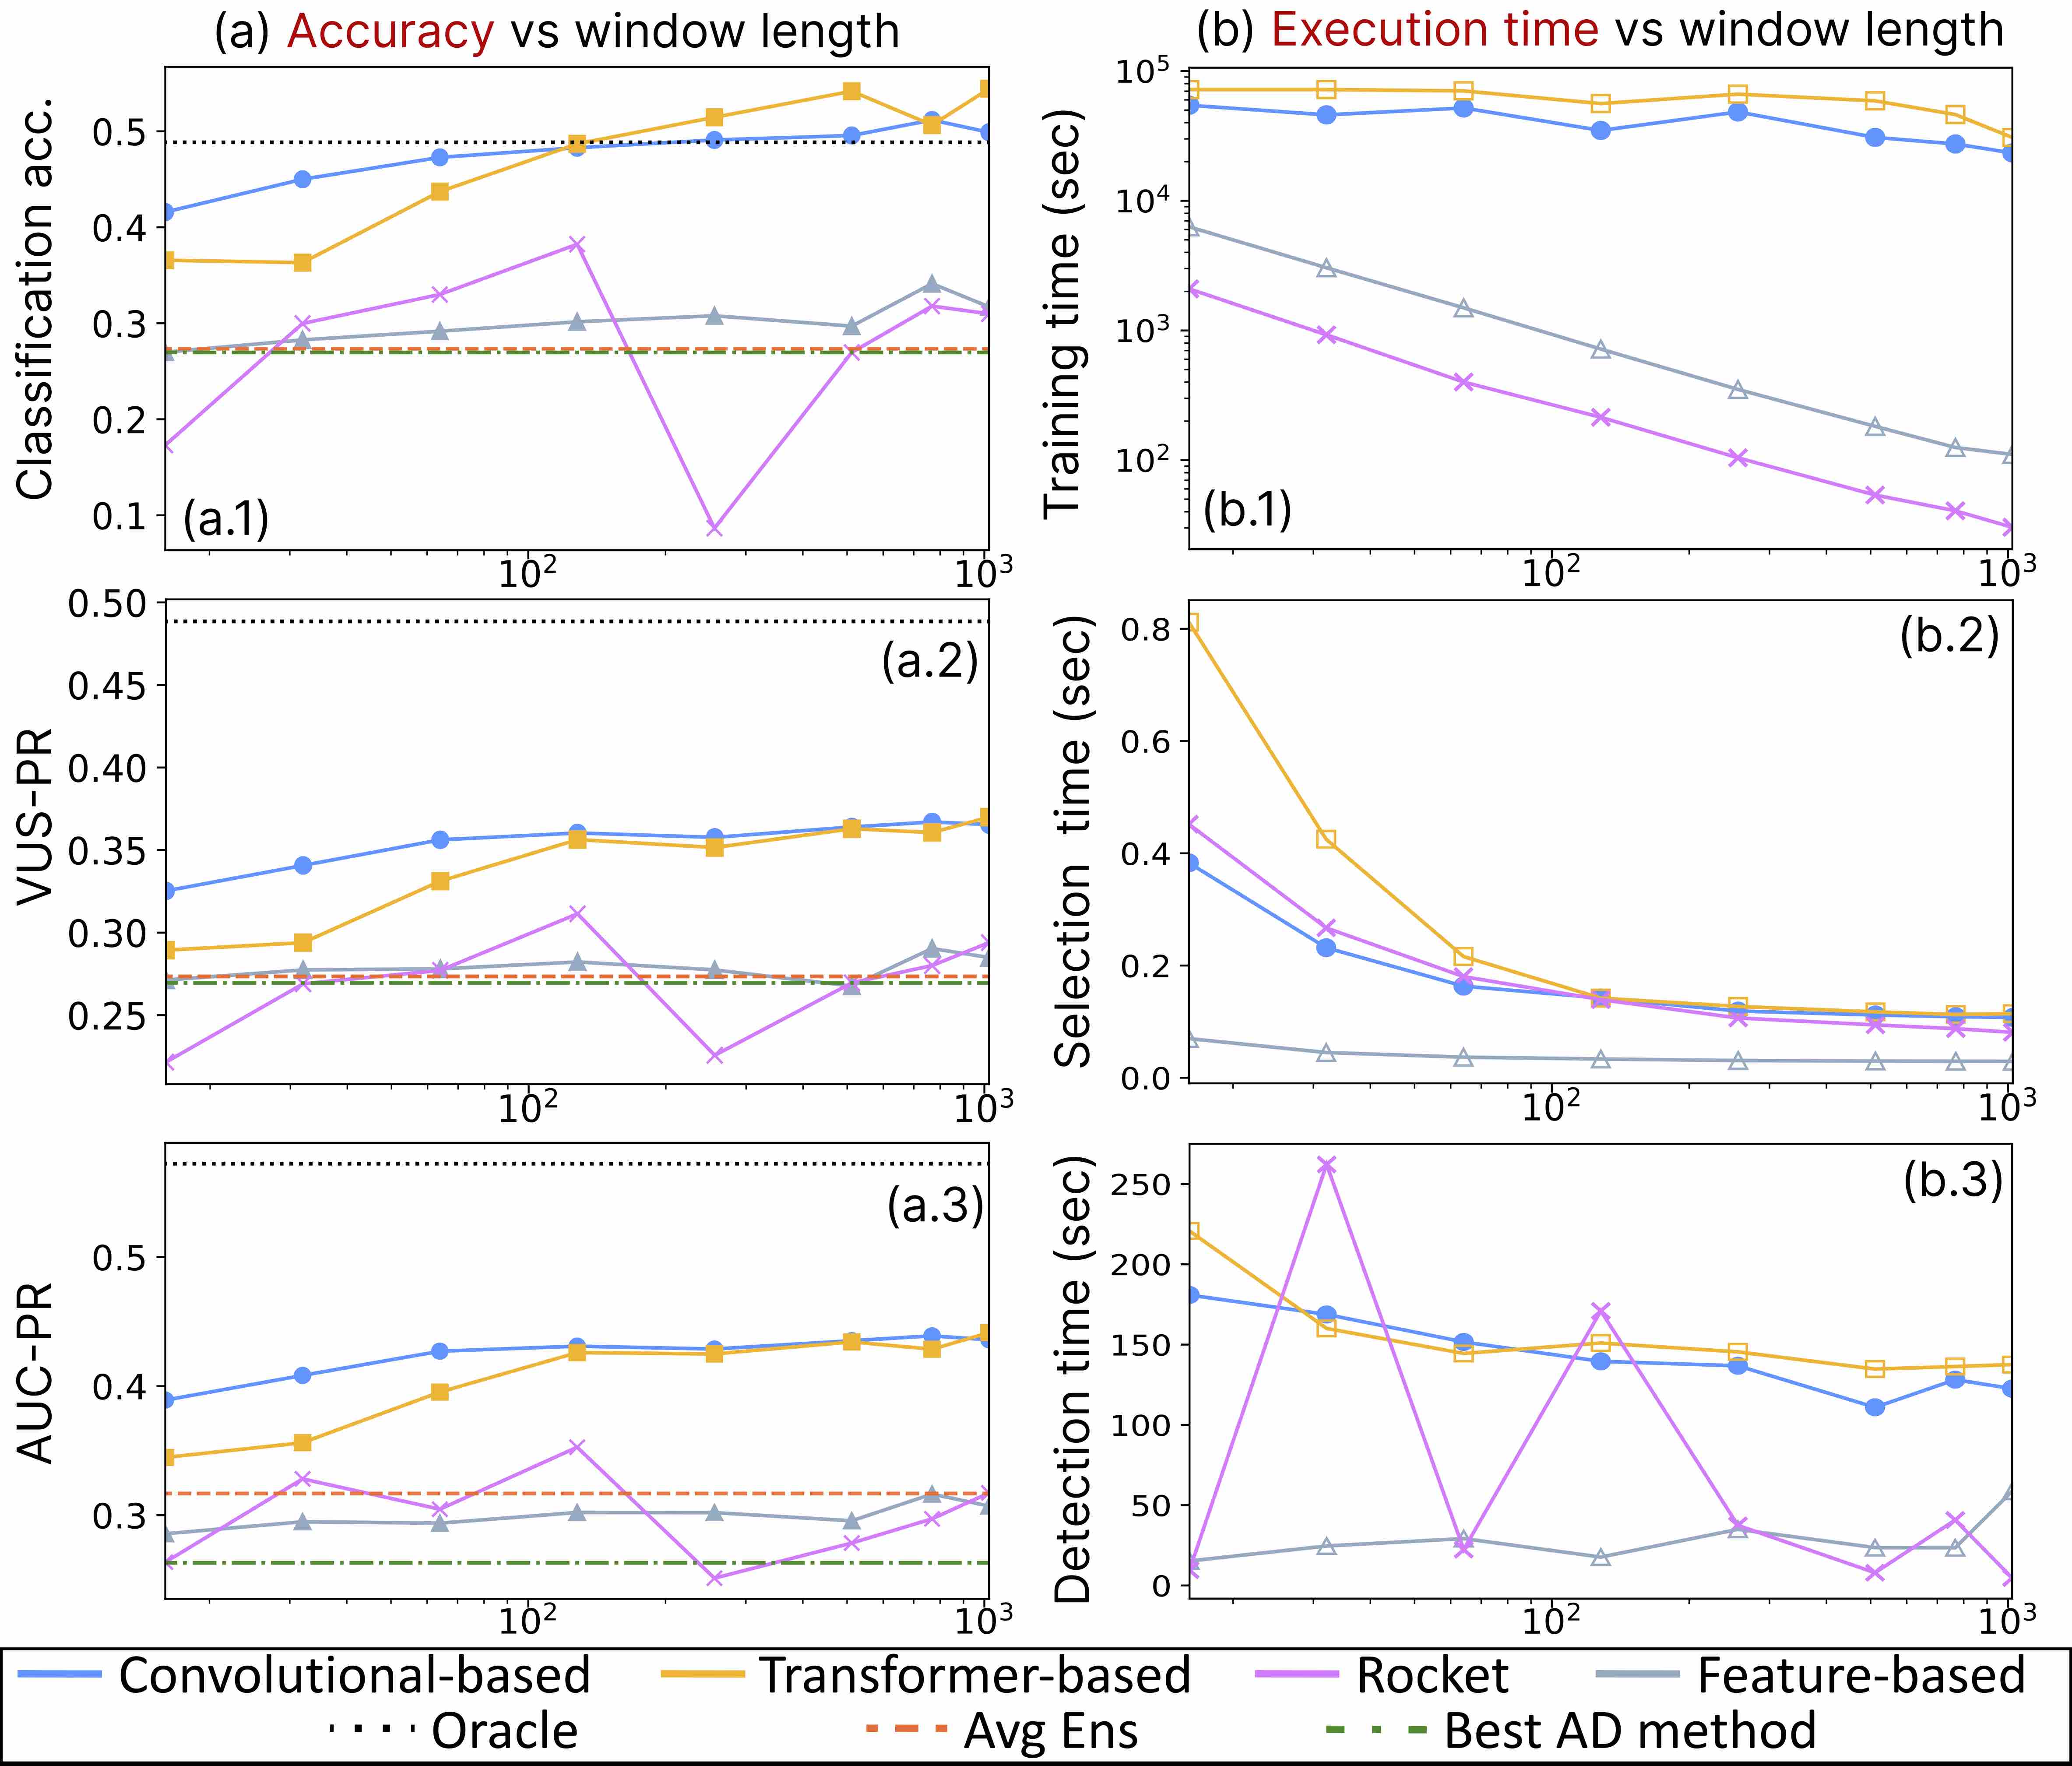 (a) Accuracy vs window length
Classification acc.
0.5
0.4
0.3
0.2
0.1
(a.1)
10²
10³
VUS-PR
0.50
0.45
0.40
0.35
0.30
0.25
(a.2)
10²
10³
AUC-PR
0.5
0.4
0.3
(a.3)
10²
10³
(b) Execution time vs window length
Training time (sec)
10⁵
10⁴
10³
10²
(b.1)
10²
10³
Selection time (sec)
0.8
0.6
0.4
0.2
0.0
(b.2)
10²
10³
Detection time (sec)
250
200
150
100
50
0
(b.3)
10²
10³
Convolutional-based Transformer-based Rocket Feature-based
Oracle Avg Ens Best AD method